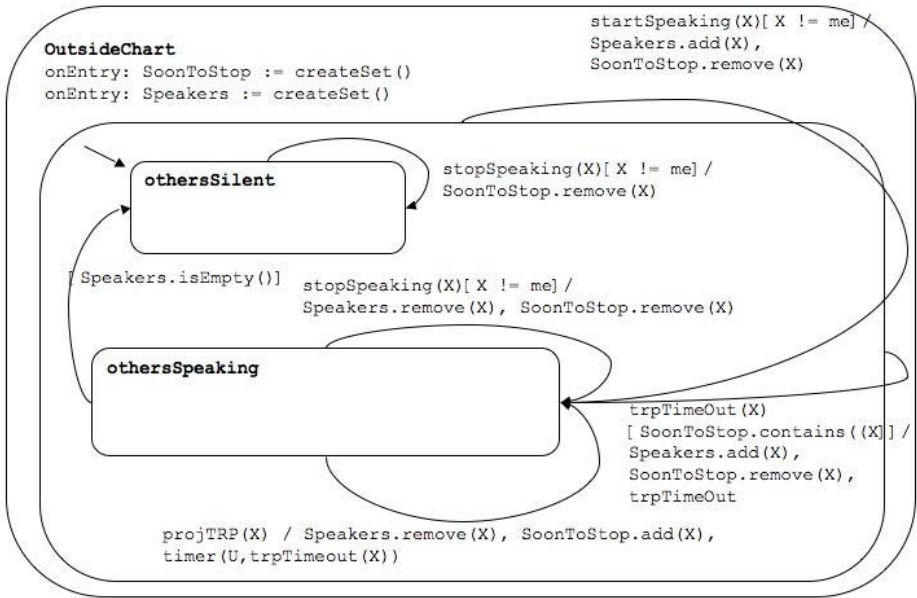 startSpeaking(X)[ X != me] /
Speakers.add(X),
SoonToStop.remove(X)
OutsideChart
onEntry: SoonToStop := createSet()
onEntry: Speakers := createSet()
stopSpeaking(X)[ X != me] /
SoonToStop.remove(X)
othersSilent
[ Speakers.isEmpty()]
stopSpeaking(X)[ X != me] /
Speakers.remove(X), SoonToStop.remove(X)
othersSpeaking
trpTimeOut(X)
[ SoonToStop.contains((X)] /
Speakers.add(X),
SoonToStop.remove(X),
trpTimeOut
projTRP(X) / Speakers.remove(X), SoonToStop.add(X),
timer(U,trpTimeout(X))